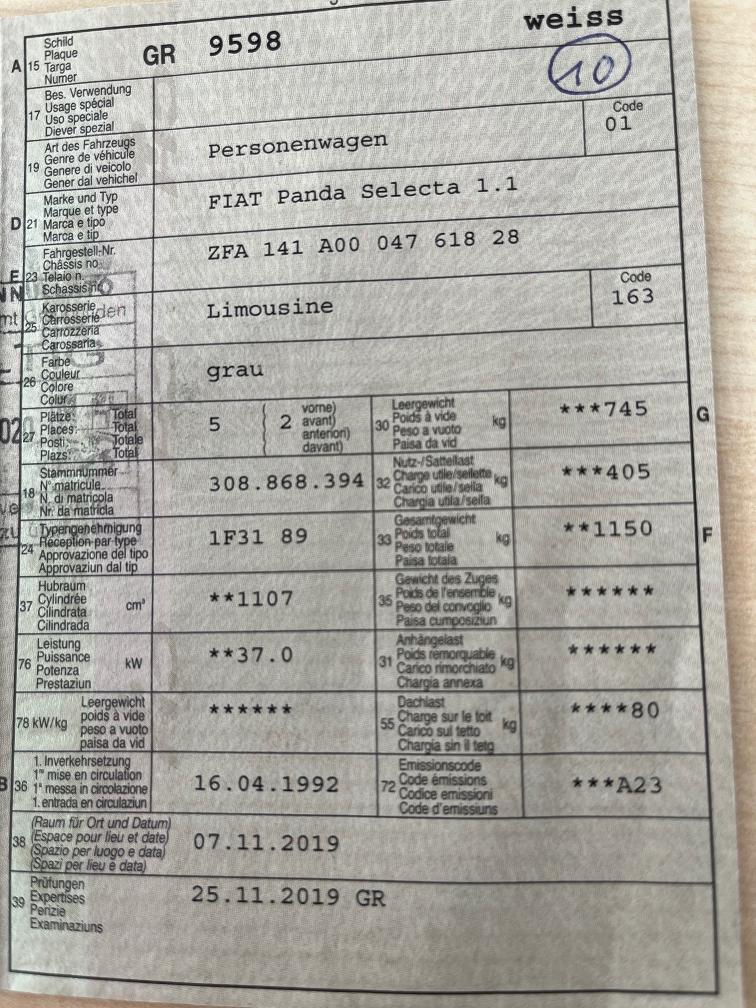 weiss
A 15 Schild
Plaque
Targa
Numer
GR 9598
10
17 Bes. Verwendung
Usage spécial
Uso speciale
Diever spezial
19 Art des Fahrzeugs
Genre de véhicule
Genere di veicolo
Gener dal vehichel
Personenwagen
Code
01
D 21 Marke und Typ
Marque et type
Marca e tipo
Marca e tip
FIAT Panda Selecta 1.1
E 23 Fahrgestell-Nr.
Châssis no.
Telaio n.
Schassis nr
ZFA 141 A00 047 618 28
25 Karosserie
Carrosserie
Carrozzeria
Carossaria
Limousine
Code
163
26 Farbe
Couleur
Colore
Colur
grau
27 Plätze: Total
Places: Total
Posti: Totale
Plazs: Total
5 ( 2 vorne)
avant)
anteriori)
davant)
30 Leergewicht
Poids à vide
Peso a vuoto
Paisa da vid
kg
***745
G
18 Stammnummer
N° matricule
N. di matricola
Nr. da matricla
308.868.394
32 Nutz-/Sattellast
Charge utile/sellette
Carico utile/sella
Chargia utila/sella
kg
***405
24 Typengenehmigung
Réception par type
Approvazione del tipo
Approvaziun dal tip
1F31 89
33 Gesamtgewicht
Poids total
Peso totale
Paisa totala
kg
**1150
F
37 Hubraum
Cylindrée
Cilindrata
Cilindrada
cm³
**1107
35 Gewicht des Zuges
Poids de l'ensemble
Peso del convoglio
Paisa cumposiziun
kg
******
76 Leistung
Puissance
Potenza
Prestaziun
kW
**37.0
31 Anhängelast
Poids remorquable
Carico rimorchiato
Chargia annexa
kg
******
78 kW/kg Leergewicht
poids à vide
peso a vuoto
paisa da vid
******
55 Dachlast
Charge sur le toit
Carico sul tetto
Chargia sin il tetg
kg
****80
B 36 1. Inverkehrsetzung
1re mise en circulation
1a messa in circolazione
1. entrada en circulaziun
16.04.1992
72 Emissionscode
Code émissions
Codice emissioni
Code d'emissiuns
***A23
38 (Raum für Ort und Datum)
(Espace pour lieu et date)
(Spazio per luogo e data)
(Spazi per lieu e data)
07.11.2019
39 Prüfungen
Expertises
Perizie
Examinaziuns
25.11.2019 GR